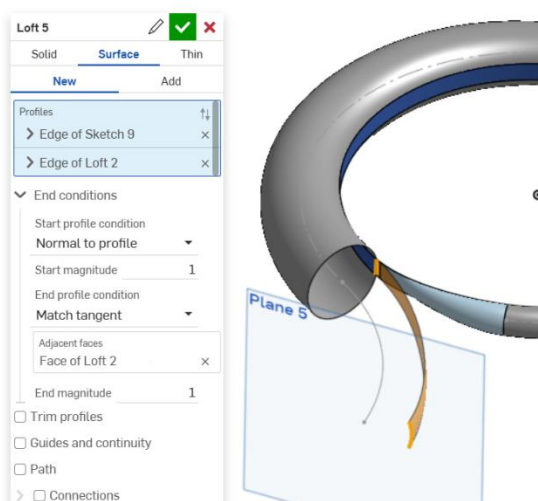 Loft 5
Solid Surface Thin
New Add
Profiles
Edge of Sketch 9
Edge of Loft 2
End conditions
Start profile condition
Normal to profile
Start magnitude 1
End profile condition
Match tangent
Adjacent faces
Face of Loft 2
End magnitude 1
Trim profiles
Guides and continuity
Path
Connections
Plane 5